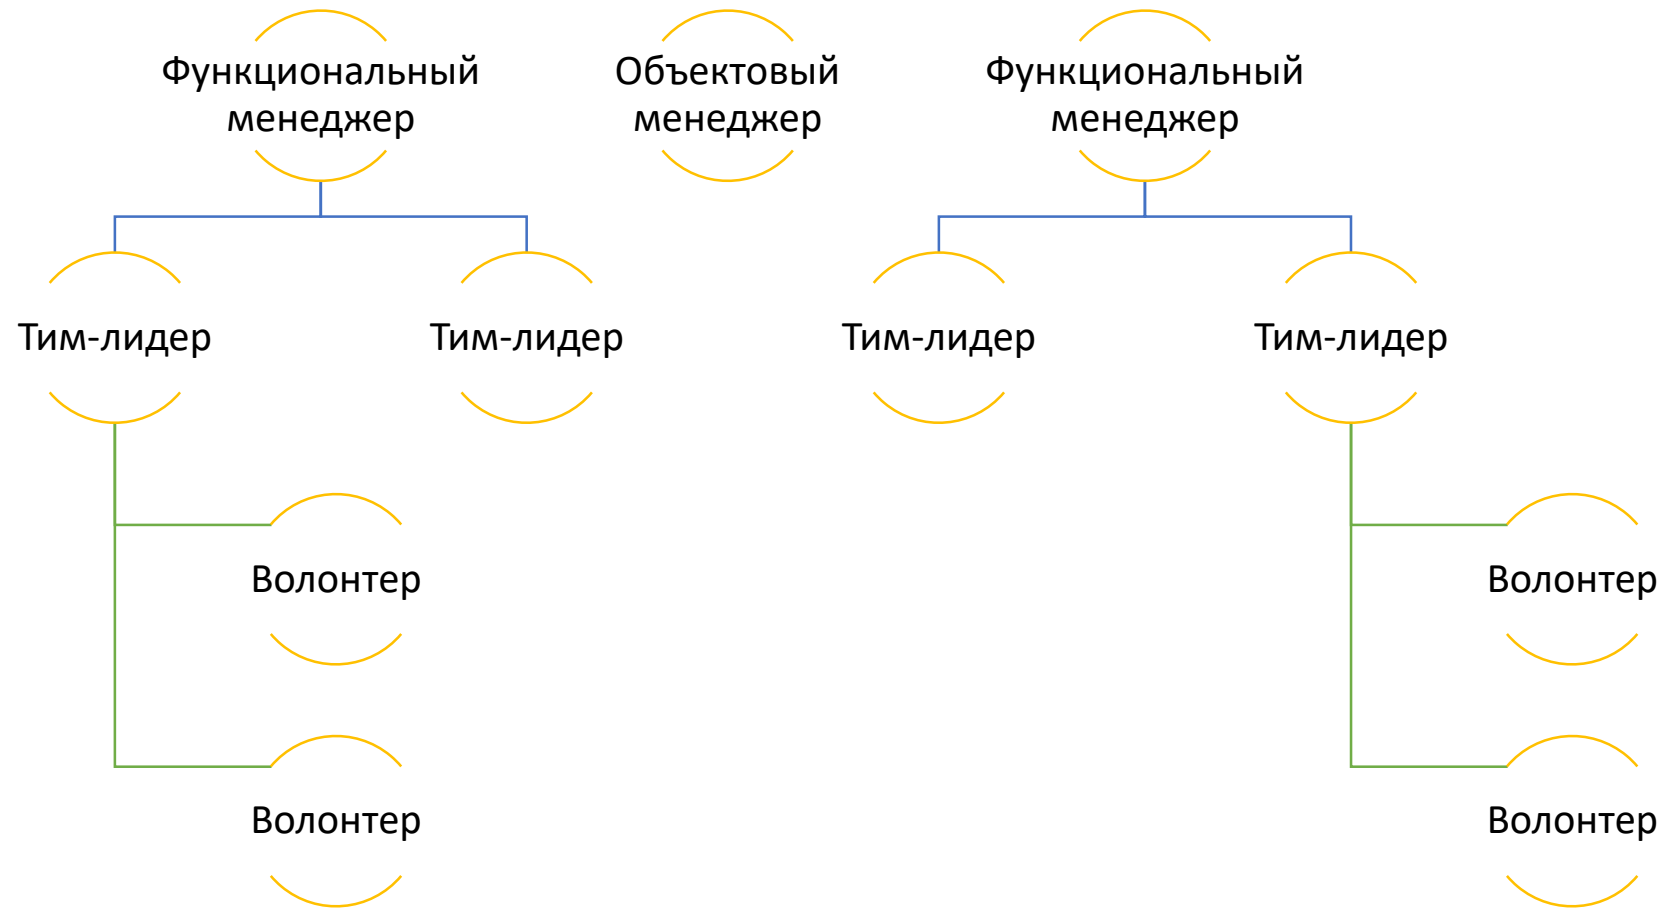 Функциональный
менеджер
Объектовый
менеджер
Функциональный
менеджер
Тим-лидер
Тим-лидер
Тим-лидер
Тим-лидер
Волонтер
Волонтер
Волонтер
Волонтер